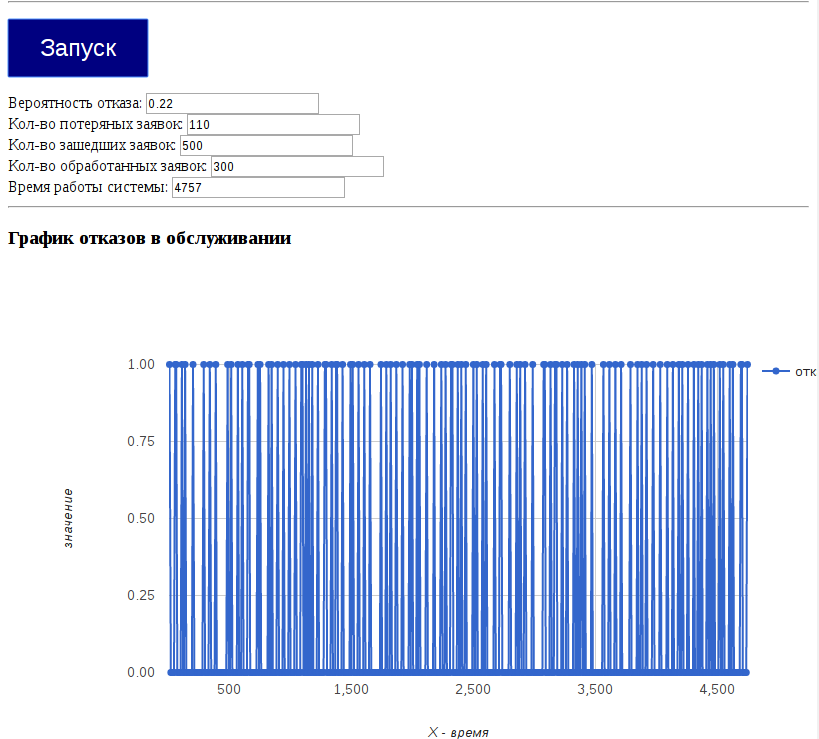 Запуск
Вероятность отказа: 0.22
Кол-во потеряных заявок: 110
Кол-во зашедших заявок: 500
Кол-во обработанных заявок: 300
Время работы системы: 4757
График отказов в обслуживании
1.00
отк
0.75
значение
0.50
0.25
0.00
500 1,500 2,500 3,500 4,500
X - время